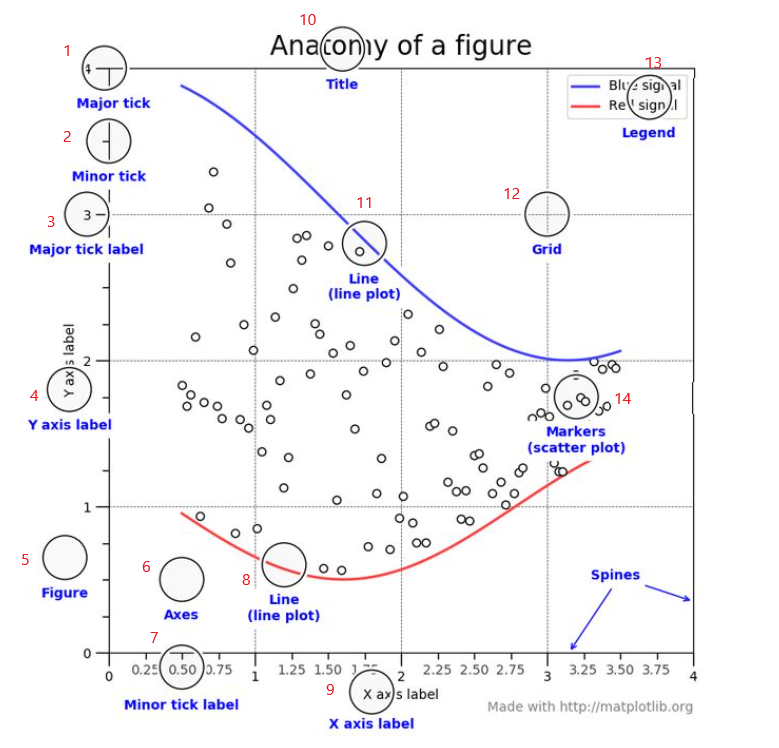 10
Anatomy of a figure
1
4
13
Blue signal
Red signal
Title
Major tick
Legend
2
Minor tick
11
12
3
3
Major tick label
Grid
Line
(line plot)
2
Y axis label
4
14
Y axis label
Markers
(scatter plot)
1
5
6
8
Spines
Figure
Axes
Line
(line plot)
7
0
0
0.25
0.50
0.75
1
1.25
1.50
1.75
2
2.25
2.50
2.75
3
3.25
3.50
3.75
4
9
X axis label
Minor tick label
X axis label
Made with http://matplotlib.org